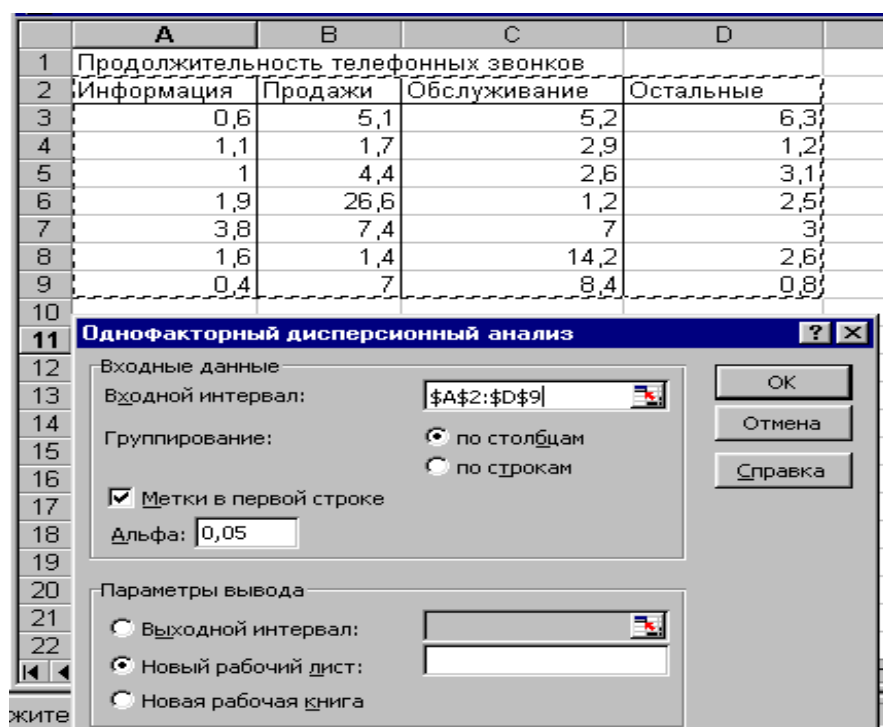 A B C D
1 Продолжительность телефонных звонков
2 Информация Продажи Обслуживание Остальные
3 0,6 5,1 5,2 6,3
4 1,1 1,7 2,9 1,2
5 1 4,4 2,6 3,1
6 1,9 26,6 1,2 2,5
7 3,8 7,4 7 3
8 1,6 1,4 14,2 2,6
9 0,4 7 8,4 0,8
10
11 Однофакторный дисперсионный анализ ? ×
12 Входные данные
13 Входной интервал: $A$2:$D$9 OK
14 Группирование: по столбцам Отмена
15
16 по строкам Справка
17 Метки в первой строке
18 Альфа: 0,05
19
20 Параметры вывода
21 Выходной интервал:
22 Новый рабочий лист:
Новая рабочая книга
жите